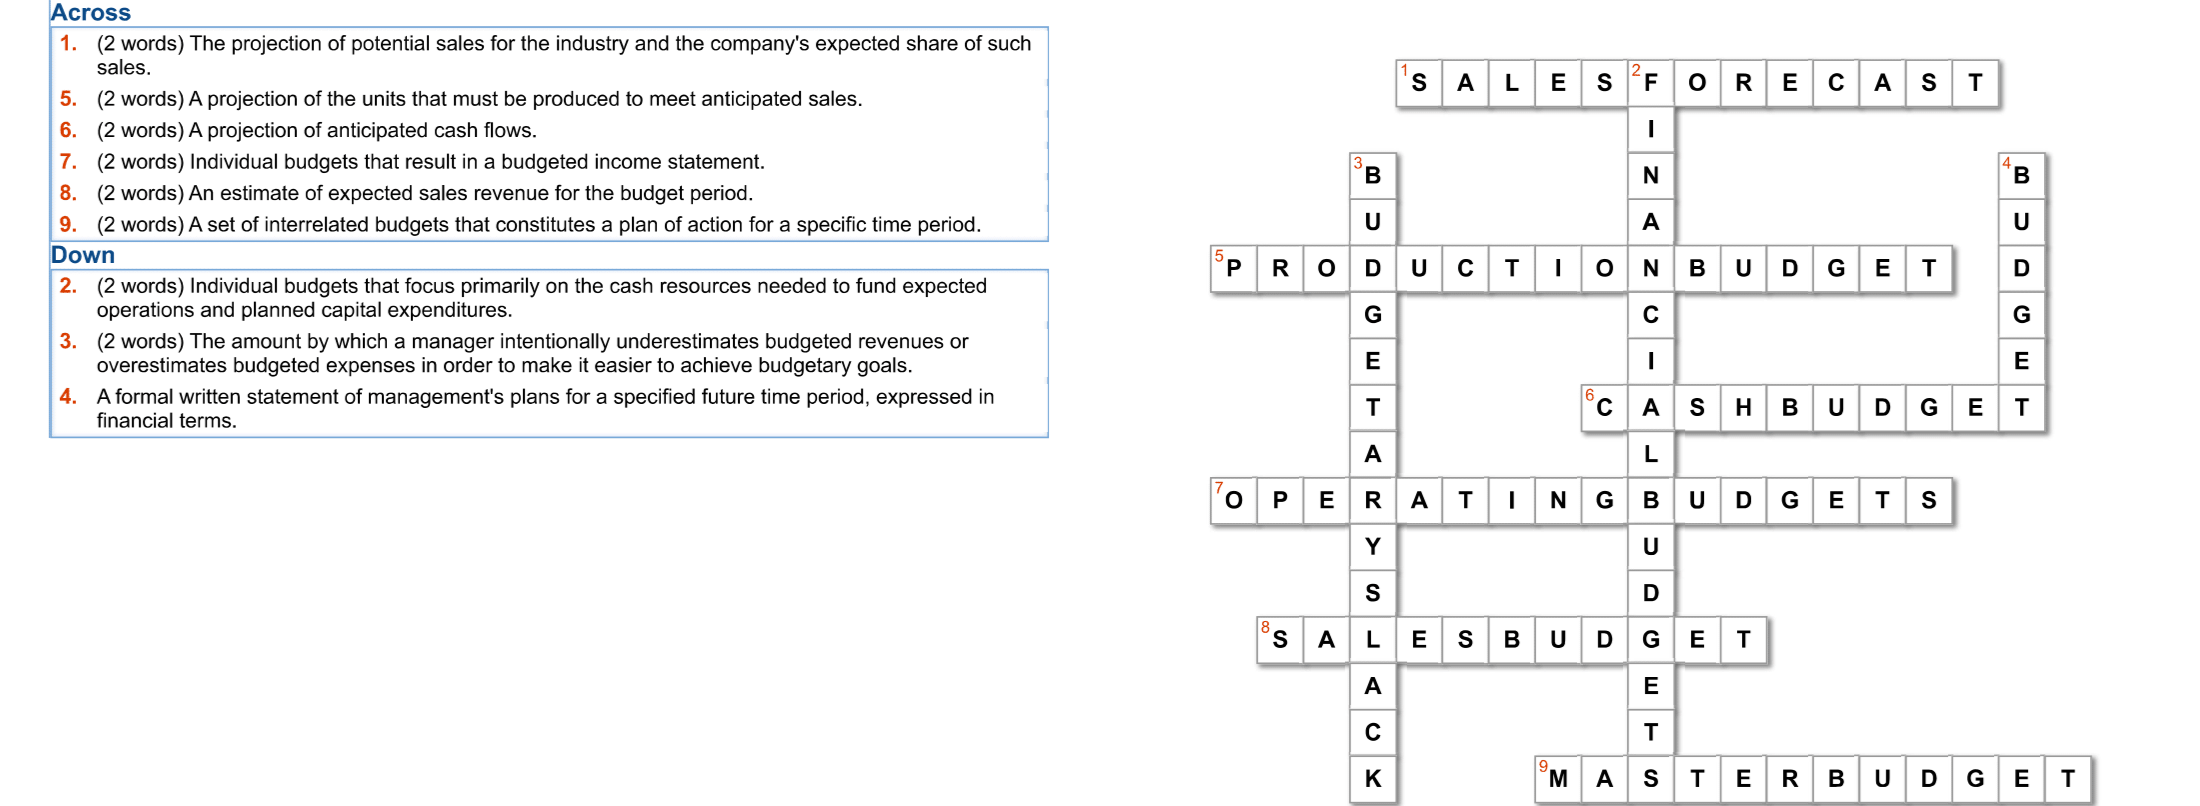 Across
1. (2 words) The projection of potential sales for the industry and the company's expected share of such
sales.
5. (2 words) A projection of the units that must be produced to meet anticipated sales.
6. (2 words) A projection of anticipated cash flows.
7. (2 words) Individual budgets that result in a budgeted income statement.
8. (2 words) An estimate of expected sales revenue for the budget period.
9. (2 words) A set of interrelated budgets that constitutes a plan of action for a specific time period.
Down
2. (2 words) Individual budgets that focus primarily on the cash resources needed to fund expected
operations and planned capital expenditures.
3. (2 words) The amount by which a manager intentionally underestimates budgeted revenues or
overestimates budgeted expenses in order to make it easier to achieve budgetary goals.
4. A formal written statement of management's plans for a specified future time period, expressed in
financial terms.
1 S A L E S 2 F O R E C A S T
I
3 B N 4 B
U A U
5 P R O D U C T I O N B U D G E T D
G C G
E I E
T 6 C A S H B U D G E T
A L
7 O P E R A T I N G B U D G E T S
Y U
S D
8 S A L E S B U D G E T
A E
C T
K 9 M A S T E R B U D G E T